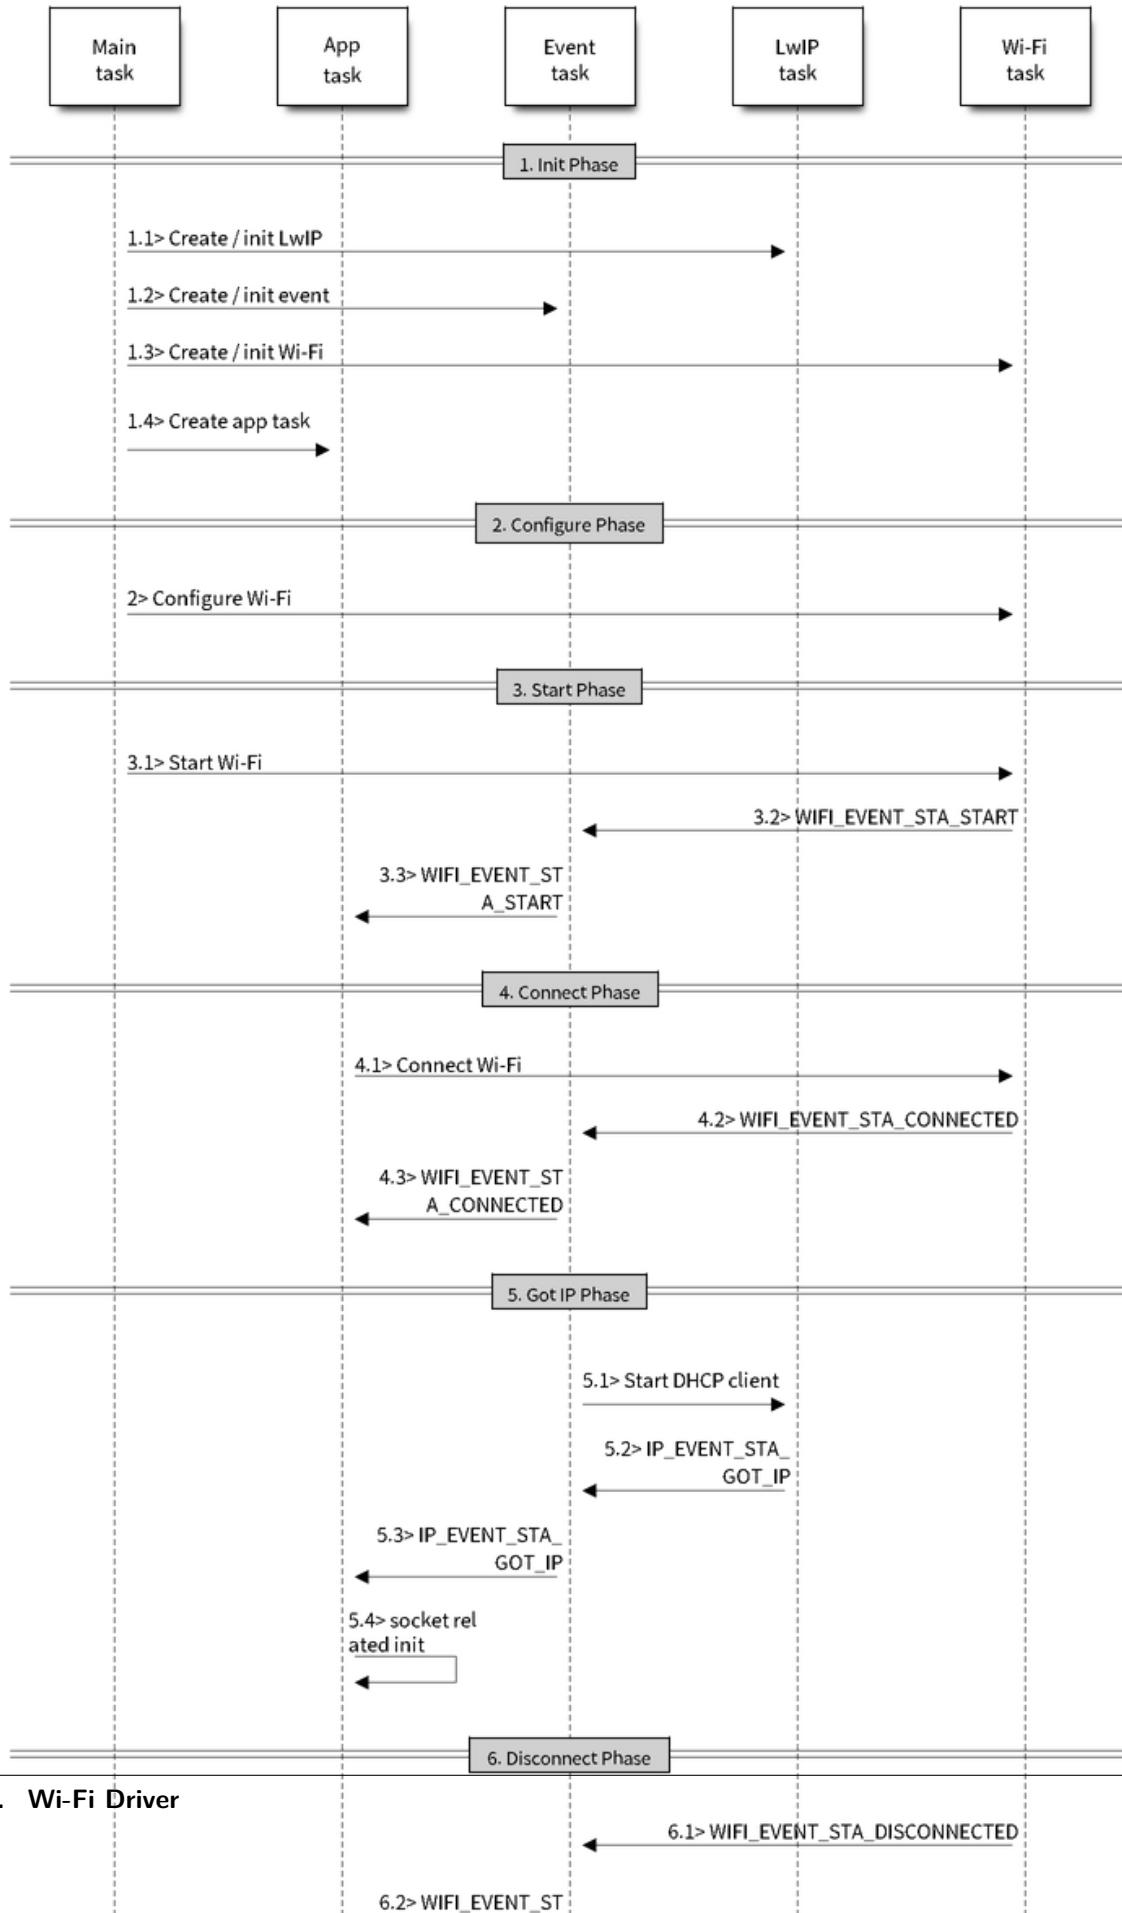 Main
task
App
task
Event
task
LwIP
task
Wi-Fi
task
1. Init Phase
1.1> Create / init LwIP
1.2> Create / init event
1.3> Create / init Wi-Fi
1.4> Create app task
2. Configure Phase
2> Configure Wi-Fi
3. Start Phase
3.1> Start Wi-Fi
3.2> WIFI_EVENT_STA_START
3.3> WIFI_EVENT_ST
A_START
4. Connect Phase
4.1> Connect Wi-Fi
4.2> WIFI_EVENT_STA_CONNECTED
4.3> WIFI_EVENT_ST
A_CONNECTED
5. Got IP Phase
5.1> Start DHCP client
5.2> IP_EVENT_STA_
GOT_IP
5.3> IP_EVENT_STA_
GOT_IP
5.4> socket rel
ated init
6. Disconnect Phase
. Wi-Fi Driver
6.1> WIFI_EVENT_STA_DISCONNECTED
6.2> WIFI_EVENT_ST